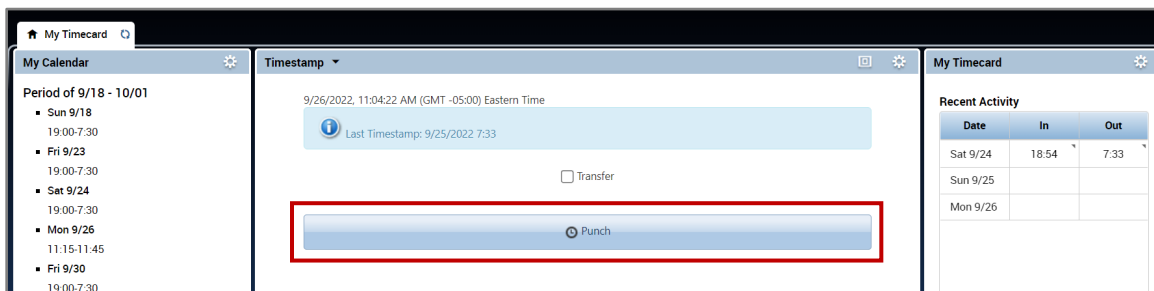 My Timecard
My Calendar
Period of 9/18 - 10/01
Sun 9/18
19:00-7:30
Fri 9/23
19:00-7:30
Sat 9/24
19:00-7:30
Mon 9/26
11:15-11:45
Fri 9/30
19:00-7:30
Timestamp
9/26/2022, 11:04:22 AM (GMT -05:00) Eastern Time
Last Timestamp: 9/25/2022 7:33
Transfer
Punch
My Timecard
Recent Activity
Date In Out
Sat 9/24 18:54 7:33
Sun 9/25
Mon 9/26